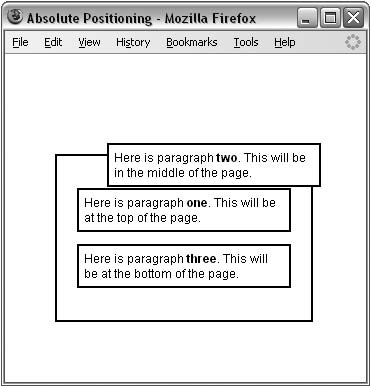 Absolute Positioning - Mozilla Firefox
File Edit View History Bookmarks Tools Help
Here is paragraph two. This will be
in the middle of the page.
Here is paragraph one. This will be
at the top of the page.
Here is paragraph three. This will
be at the bottom of the page.